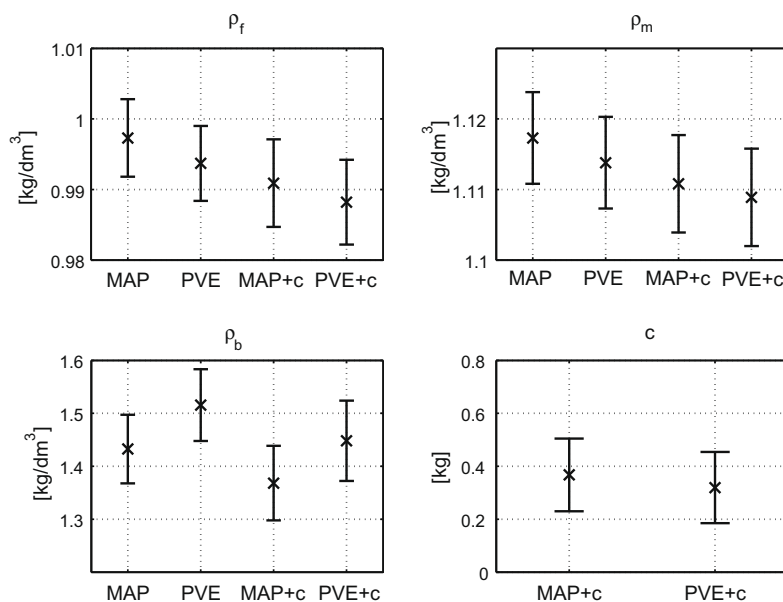 ρf
1.01
1
0.99
0.98
[kg/dm3]
MAP PVE MAP+c PVE+c
ρm
1.12
1.11
1.1
[kg/dm3]
MAP PVE MAP+c PVE+c
ρb
1.6
1.5
1.4
1.3
[kg/dm3]
MAP PVE MAP+c PVE+c
c
0.8
0.6
0.4
0.2
0
[kg]
MAP+c PVE+c